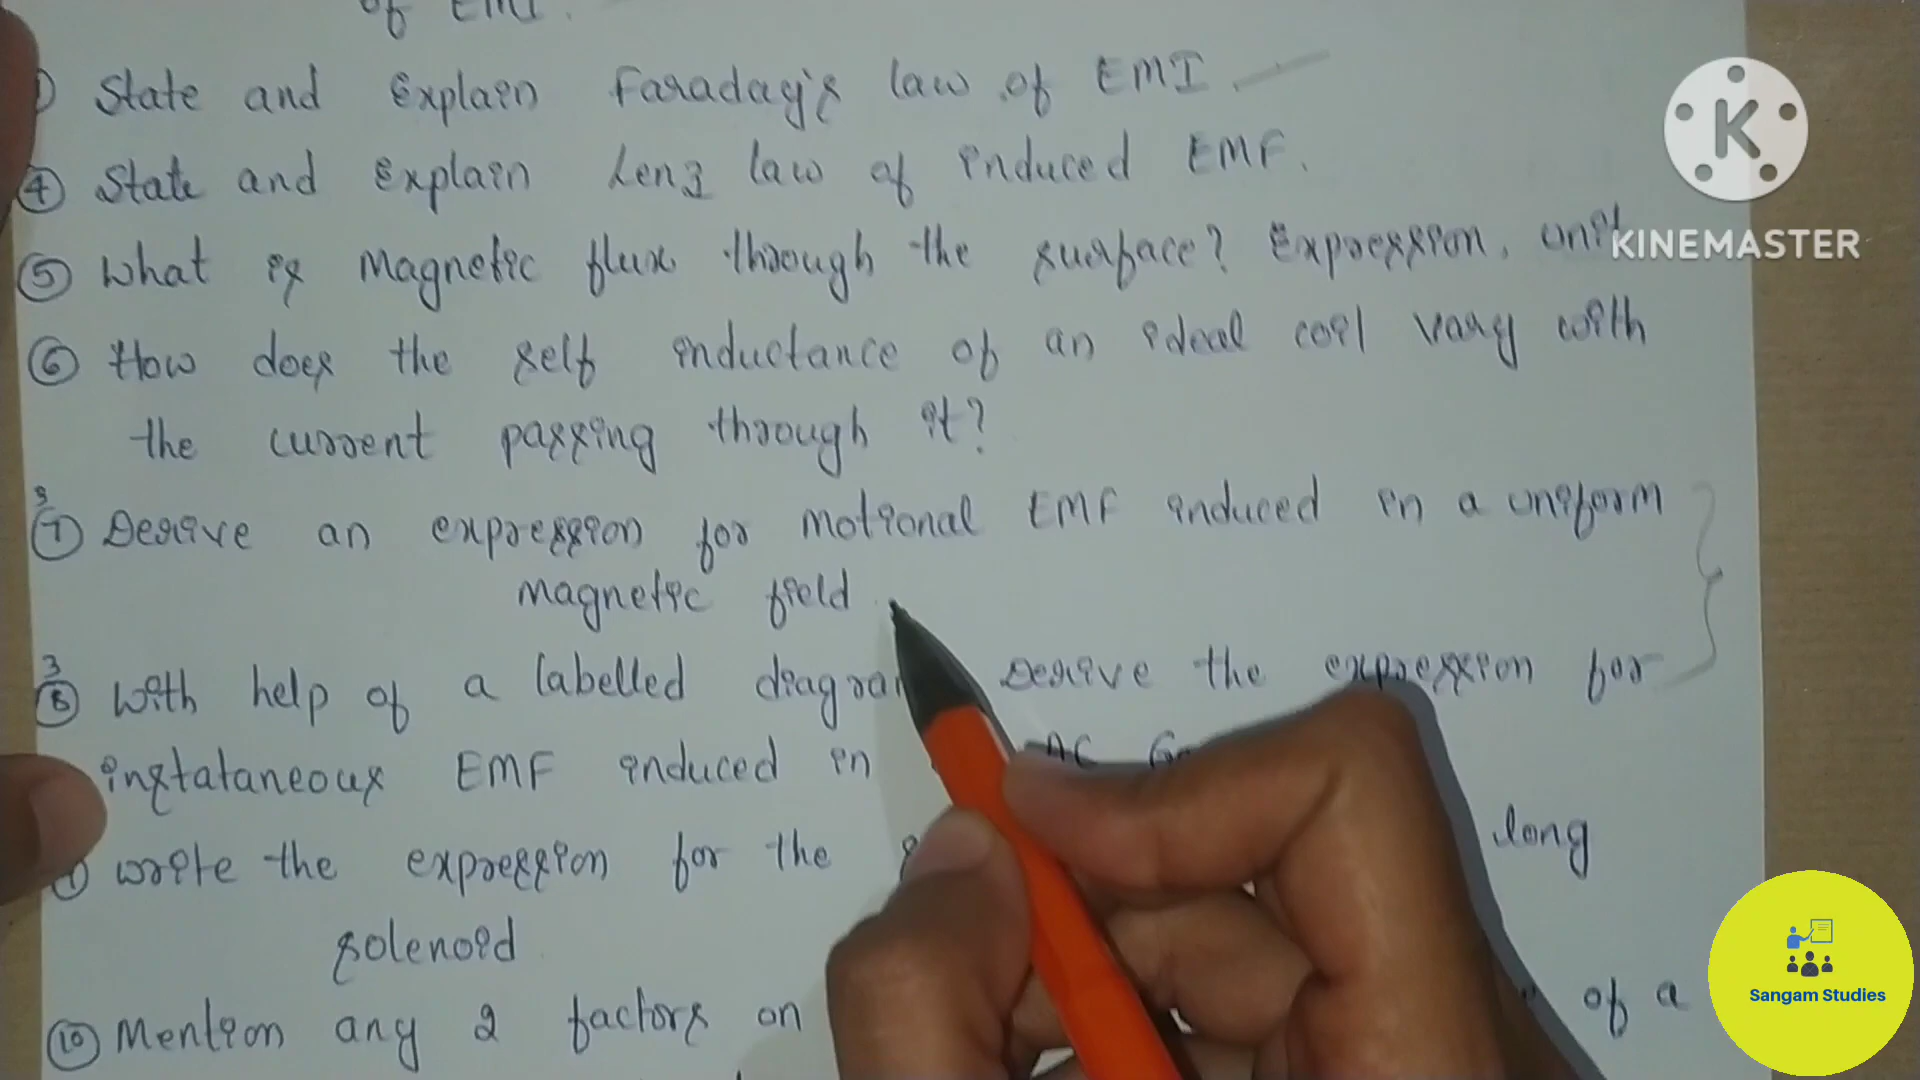 of EMI.
State and Explain Faraday's law of EMI.
④ State and Explain Lenz law of induced EMF.
⑤ What is Magnetic flux through the surface? Expression, unit
⑥ How does the self inductance of an ideal coil vary with
the current passing through it?
3
⑦ Derive an expression for Motional EMF induced in a uniform
magnetic field
3
⑧ With help of a labelled Derive the expression for
instataneous EMF induced in AC
write the expression for the long
solenoid
⑩ Mention any 2 factors on of a
KINEMASTER
Sangam Studies